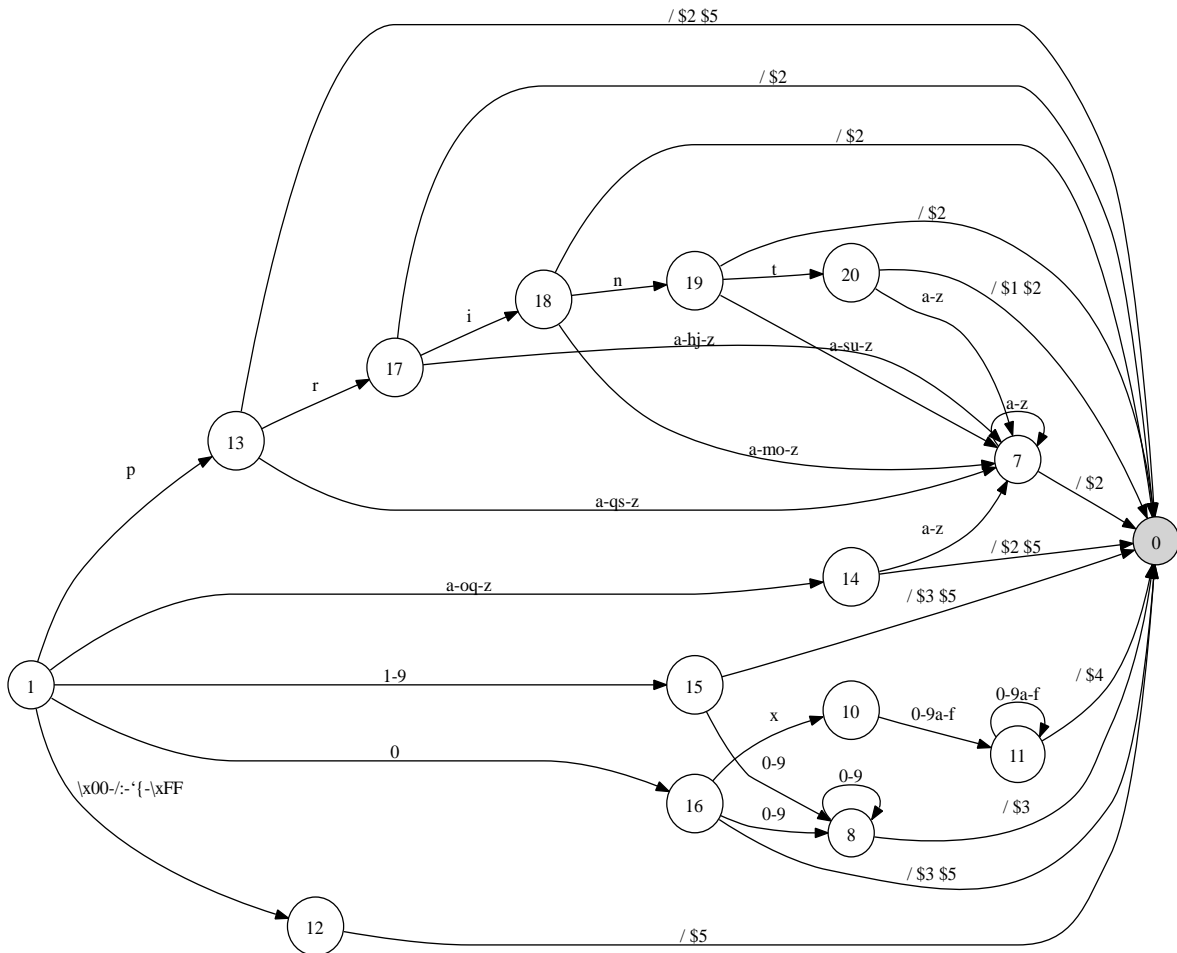 / $2 $5
/ $2
/ $2
/ $2
t
20
/ $1 $2
n
19
a-z
18
i
a-hj-z
a-su-z
17
r
a-z
13
a-mo-z
7
p
/ $2
a-qs-z
a-z
0
/ $2 $5
14
a-oq-z
/ $3 $5
1
1-9
15
/ $4
x
10
0-9a-f
0-9a-f
11
0
0-9
0-9
\x00-/:-‘{-\xFF
16
0-9
8
/ $3
/ $3 $5
12
/ $5